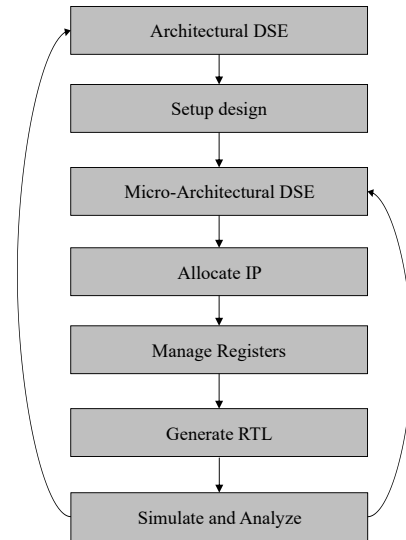 Architectural DSE
Setup design
Micro-Architectural DSE
Allocate IP
Manage Registers
Generate RTL
Simulate and Analyze